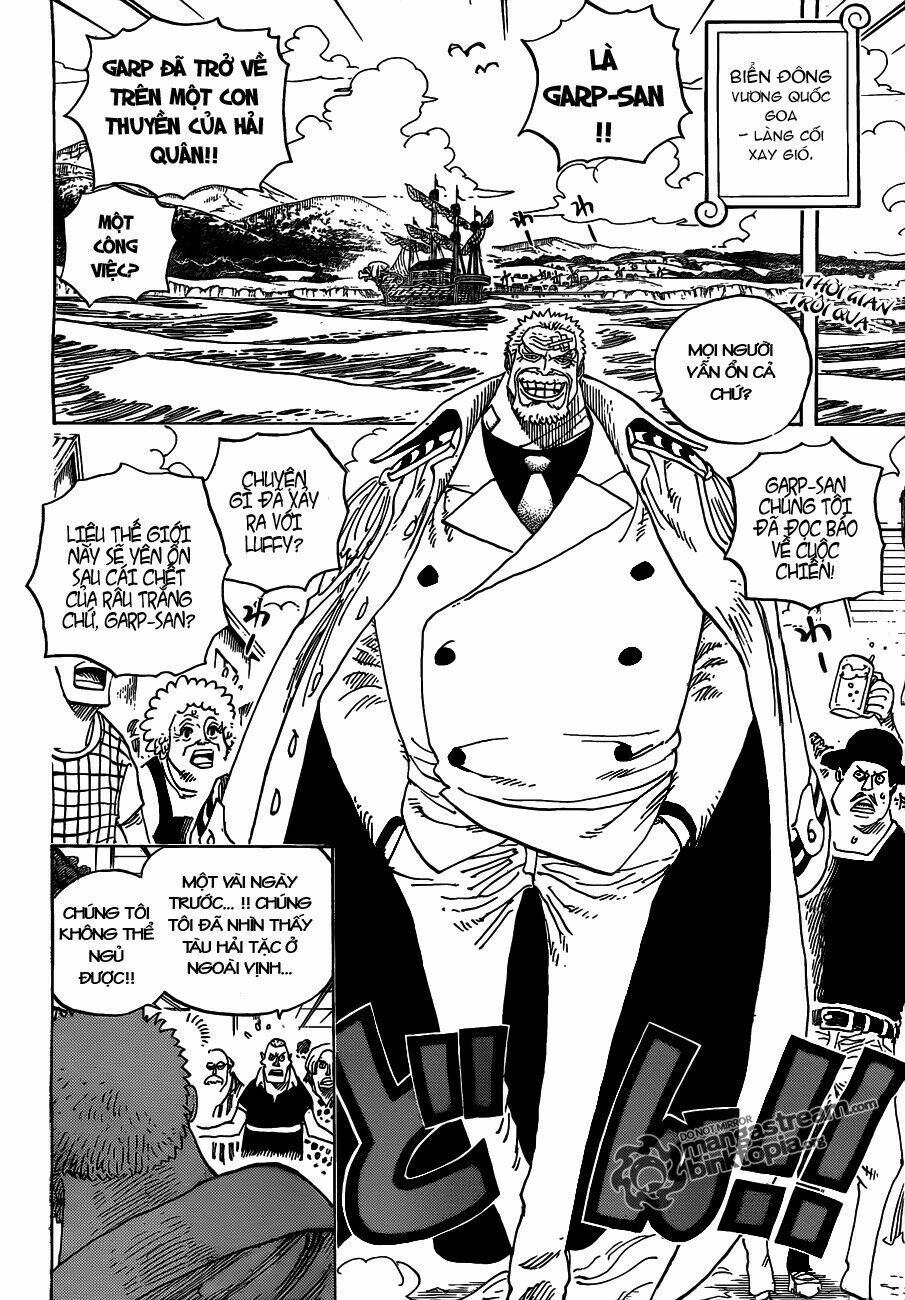 BIỂN ĐÔNG
VƯƠNG QUỐC
GOA
- LÀNG CỐI
XAY GIÓ.
LÀ
GARP-SAN
!!
GARP ĐÃ TRỞ VỀ
TRÊN MỘT CON
THUYỀN CỦA HẢI
QUÂN!!
MỘT
CÔNG
VIỆC?
THỜI GIAN
TRÔI QUA
MỌI NGƯỜI
VẪN ỔN CẢ
CHỨ?
GARP-SAN
CHÚNG TÔI
ĐÃ ĐỌC BÁO
VỀ CUỘC
CHIẾN!
CHUYỆN
GÌ ĐÃ XẢY
RA VỚI
LUFFY?
LIỆU THẾ GIỚI
NÀY SẼ YÊN ỔN
SAU CÁI CHẾT
CỦA RÂU TRẮNG
CHỨ, GARP-SAN?
MỘT VÀI NGÀY
TRƯỚC... !! CHÚNG
TÔI ĐÃ NHÌN THẤY
TÀU HẢI TẶC Ở
NGOÀI VỊNH...
CHÚNG TÔI
KHÔNG THỂ
NGỦ
ĐƯỢC!!
どん!!
DO NOT MIRROR
mangastream.com
binktopia.org